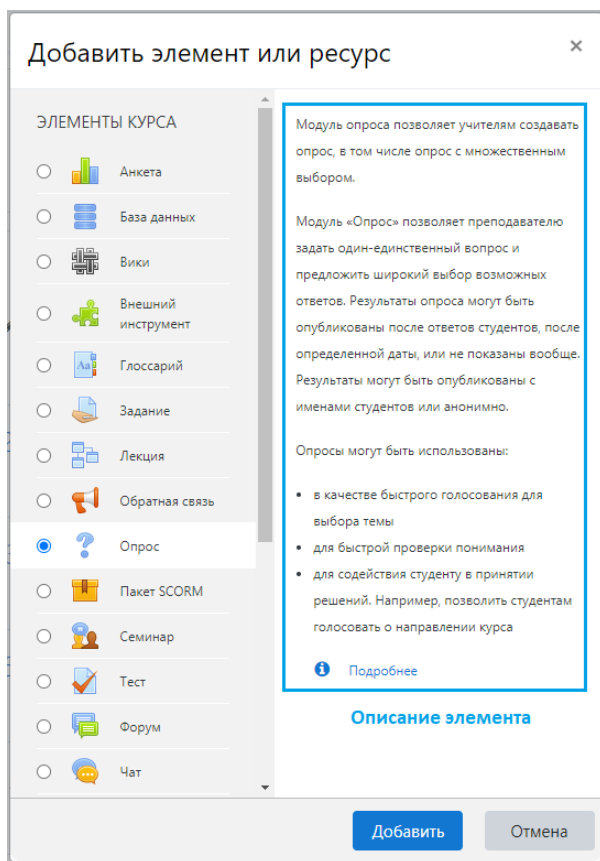 Добавить элемент или ресурс
×
ЭЛЕМЕНТЫ КУРСА
Анкета
База данных
Вики
Внешний
инструмент
Глоссарий
Задание
Лекция
Обратная связь
Опрос
Пакет SCORM
Семинар
Тест
Форум
Чат
Модуль опроса позволяет учителям создавать
опрос, в том числе опрос с множественным
выбором.
Модуль «Опрос» позволяет преподавателю
задать один-единственный вопрос и
предложить широкий выбор возможных
ответов. Результаты опроса могут быть
опубликованы после ответов студентов, после
определенной даты, или не показаны вообще.
Результаты могут быть опубликованы с
именами студентов или анонимно.
Опросы могут быть использованы:
• в качестве быстрого голосования для
выбора темы
• для быстрой проверки понимания
• для содействия студенту в принятии
решений. Например, позволить студентам
голосовать о направлении курса
Подробнее
Описание элемента
Добавить
Отмена